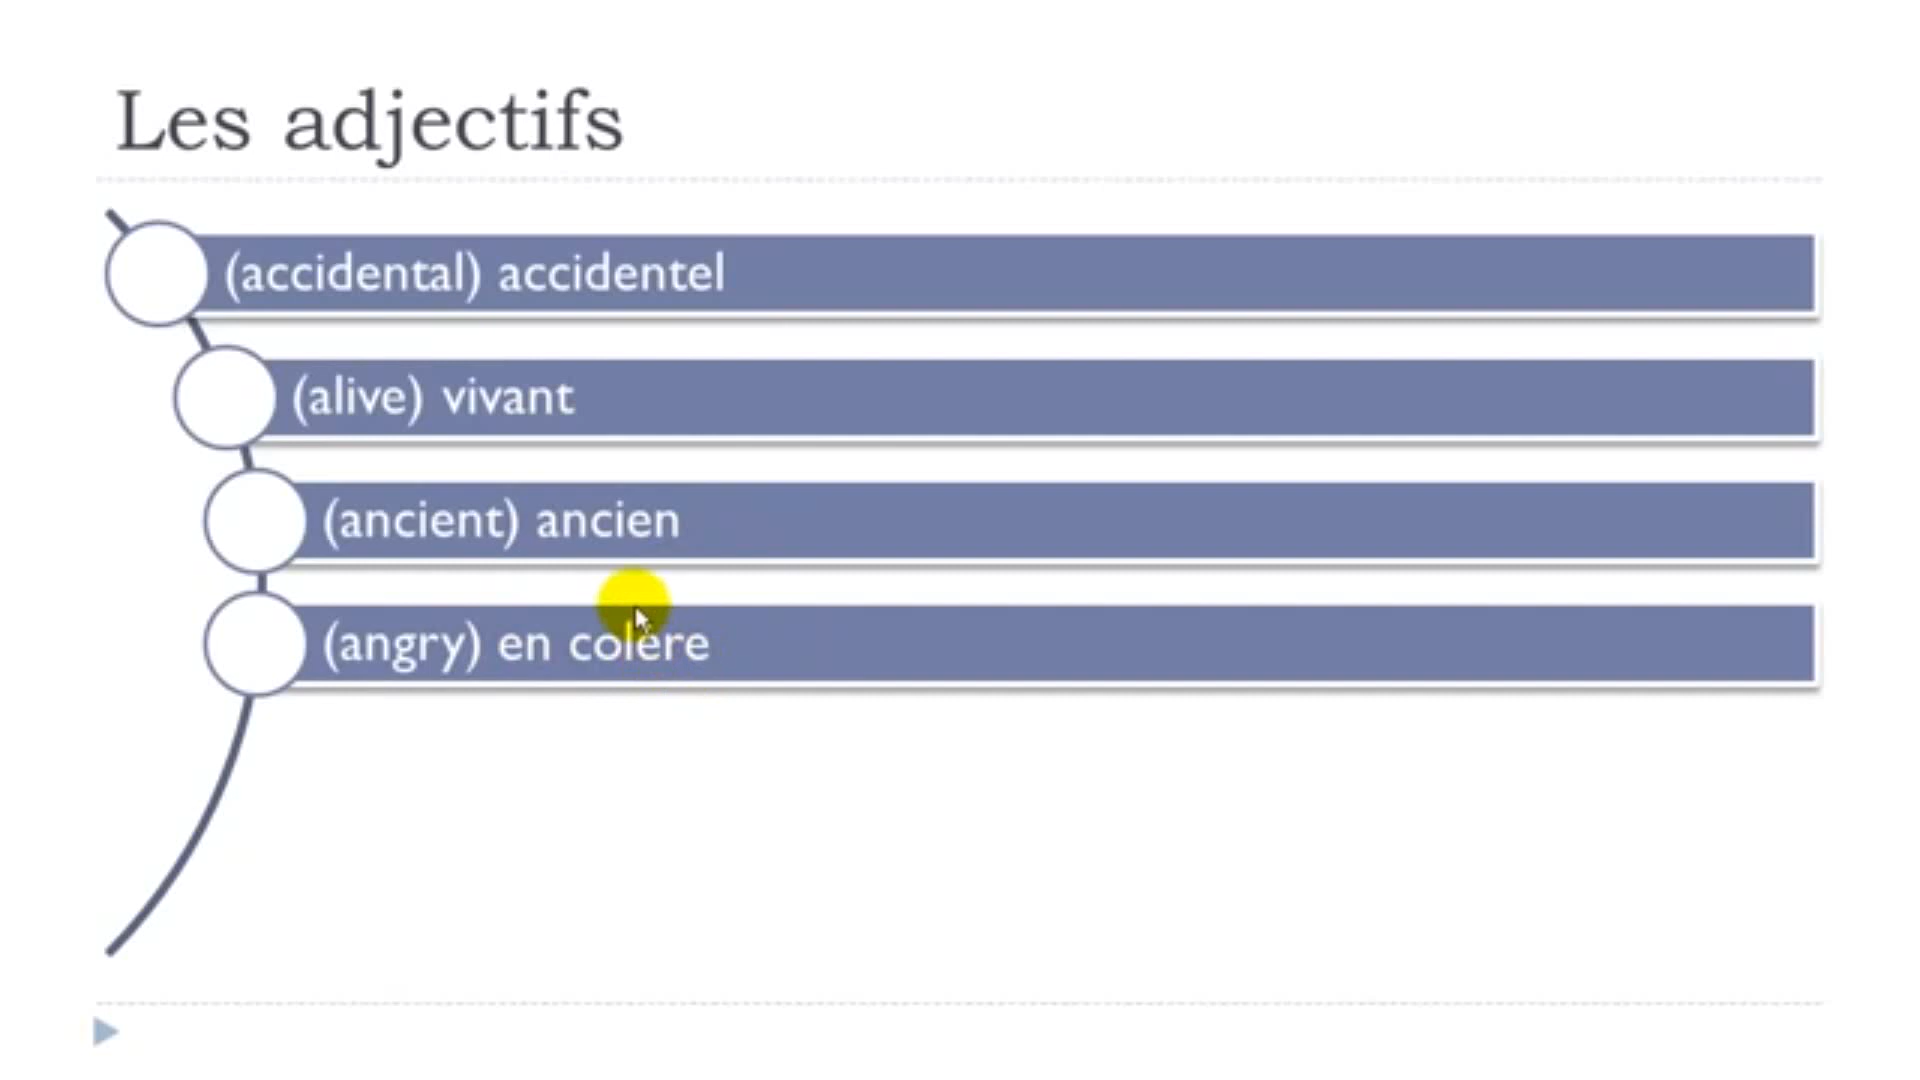 Les adjectifs
(accidental) accidentel
(alive) vivant
(ancient) ancien
(angry) en colère